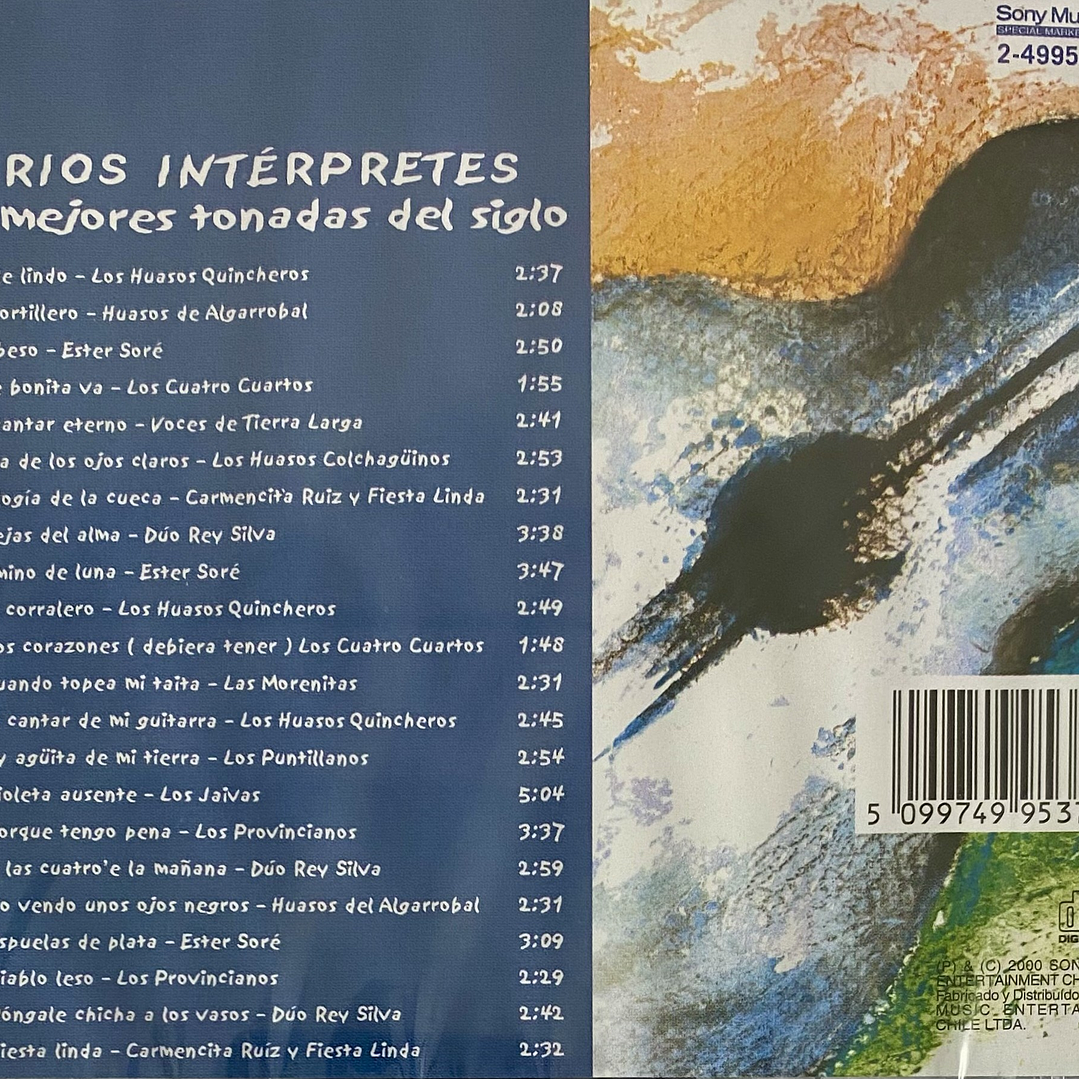 RIOS INTÉRPRETES
mejores tonadas del siglo
e lindo - Los Huasos Quincheros 2:37
ortillero - Huasos de Algarrobal 2:08
beso - Ester Soré 2:50
e bonita va - Los Cuatro Cuartos 1:55
antar eterno - Voces de Tierra Larga 2:41
a de los ojos claros - Los Huasos Colchagüinos 2:53
ogía de la cueca - Carmencita Ruiz y Fiesta Linda 2:31
ejas del alma - Dúo Rey Silva 3:38
mino de luna - Ester Soré 3:47
corralero - Los Huasos Quincheros 2:49
os corazones ( debiera tener ) Los Cuatro Cuartos 1:48
uando topea mi taita - Las Morenitas 2:31
cantar de mi guitarra - Los Huasos Quincheros 2:45
y agüita de mi tierra - Los Puntillanos 2:54
ioleta ausente - Los Jaivas 5:04
orque tengo pena - Los Provincianos 3:37
las cuatro'e la mañana - Dúo Rey Silva 2:59
o vendo unos ojos negros - Huasos del Algarrobal 2:31
spuelas de plata - Ester Soré 3:09
iablo leso - Los Provincianos 2:29
óngale chicha a los vasos - Dúo Rey Silva 2:42
iesta linda - Carmencita Ruíz y Fiesta Linda 2:32
Sony Mu
SPECIAL MARKE
2-4995
5 099749 9537
DIG
(P) & (C) 2000 SON
ENTERTAINMENT CH
Fabricado y Distribuído
MUSIC ENTERTA
CHILE LTDA.